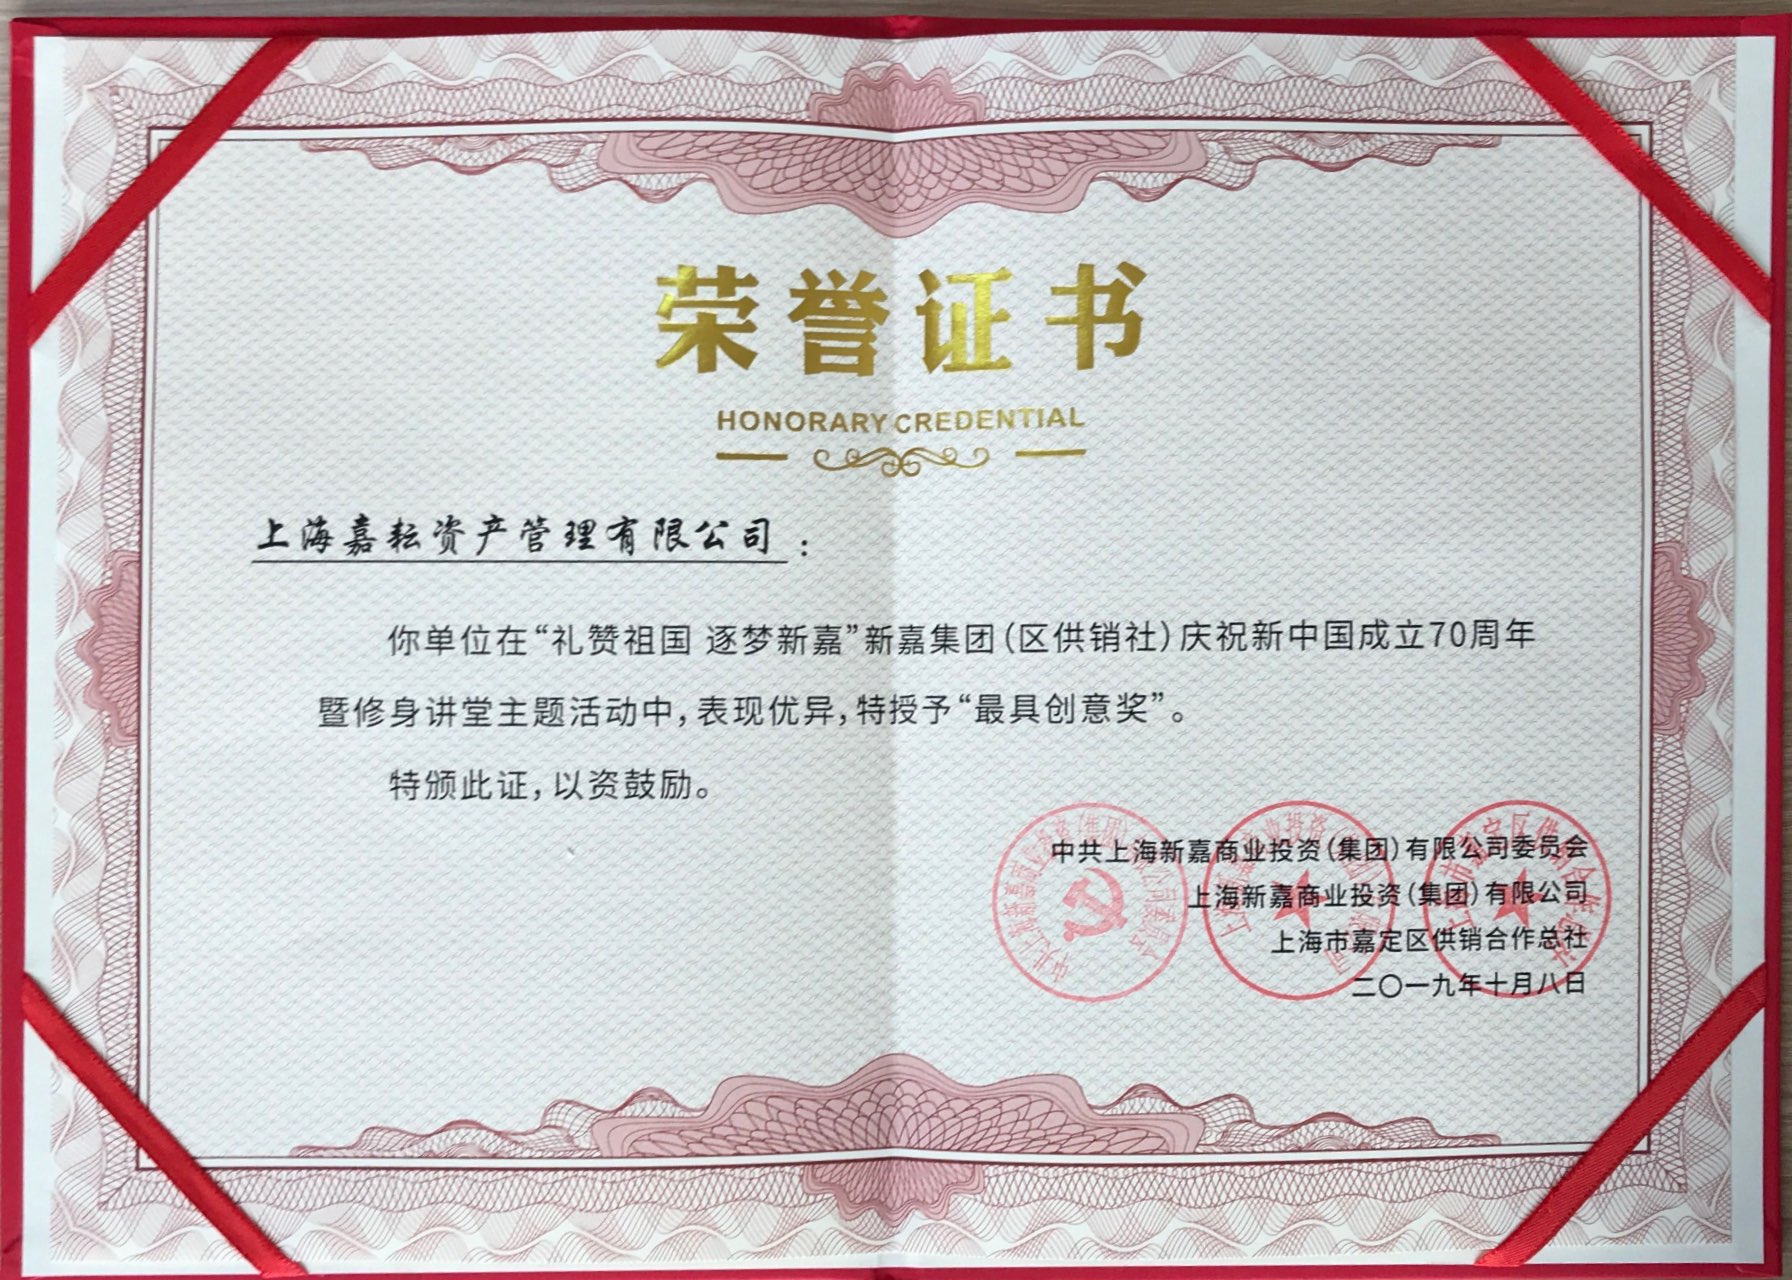 荣誉证书
HONORARY CREDENTIAL
上海嘉耘资产管理有限公司：
你单位在“礼赞祖国 逐梦新嘉”新嘉集团(区供销社)庆祝新中国成立70周年
暨修身讲堂主题活动中，表现优异，特授予“最具创意奖”。
特颁此证，以资鼓励。
中共上海新嘉商业投资(集团)有限公司委员会
上海新嘉商业投资(集团)有限公司
上海市嘉定区供销合作总社
二〇一九年十月八日